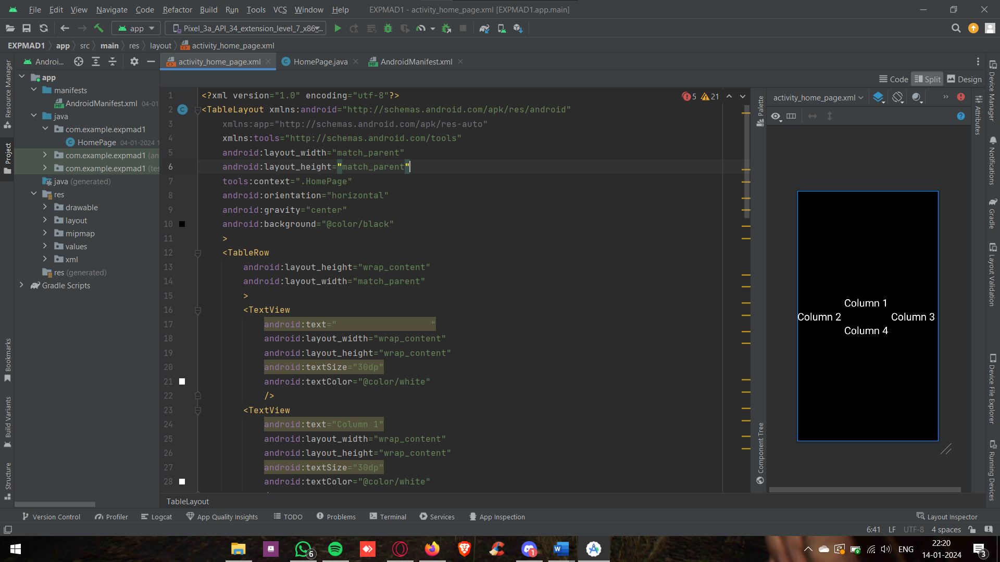 File Edit View Navigate Code Refactor Build Run Tools VCS Window Help EXPMAD1 - activity_home_page.xml [EXPMAD1.app.main]
app Pixel_3a_API_34_extension_level_7_x86
EXPMAD1 app src main res layout activity_home_page.xml
Androi... activity_home_page.xml HomePage.java AndroidManifest.xml
Code Split Design
Resource Manager
Project
Bookmarks
Build Variants
Structure
app
manifests
AndroidManifest.xml 04-01
java
com.example.expmad1
HomePage 04-01-2024 1
com.example.expmad1 (an
com.example.expmad1 (tes
java (generated)
res
drawable
layout
mipmap
values
xml
res (generated)
Gradle Scripts
5 21
1 <?xml version="1.0" encoding="utf-8"?>
2 <TableLayout xmlns:android="http://schemas.android.com/apk/res/android"
3 xmlns:app="http://schemas.android.com/apk/res-auto"
4 xmlns:tools="http://schemas.android.com/tools"
5 android:layout_width="match_parent"
6 android:layout_height="match_parent"
7 tools:context=".HomePage"
8 android:orientation="horizontal"
9 android:gravity="center"
10 android:background="@color/black"
11 >
12 <TableRow
13 android:layout_height="wrap_content"
14 android:layout_width="match_parent"
15 >
16 <TextView
17 android:text="                  "
18 android:layout_width="wrap_content"
19 android:layout_height="wrap_content"
20 android:textSize="30dp"
21 android:textColor="@color/white"
22 />
23 <TextView
24 android:text="Column 1"
25 android:layout_width="wrap_content"
26 android:layout_height="wrap_content"
27 android:textSize="30dp"
28 android:textColor="@color/white"
TableLayout
Palette
Component Tree
activity_home_page.xml
Column 1
Column 2 Column 3
Column 4
Attributes
Device Manager
Notifications
Gradle
Layout Validation
Device File Explorer
Running Devices
Version Control Profiler Logcat App Quality Insights TODO Problems Terminal Services App Inspection Layout Inspector
6:41 LF UTF-8 4 spaces
6 1 ENG 22:20
14-01-2024 3